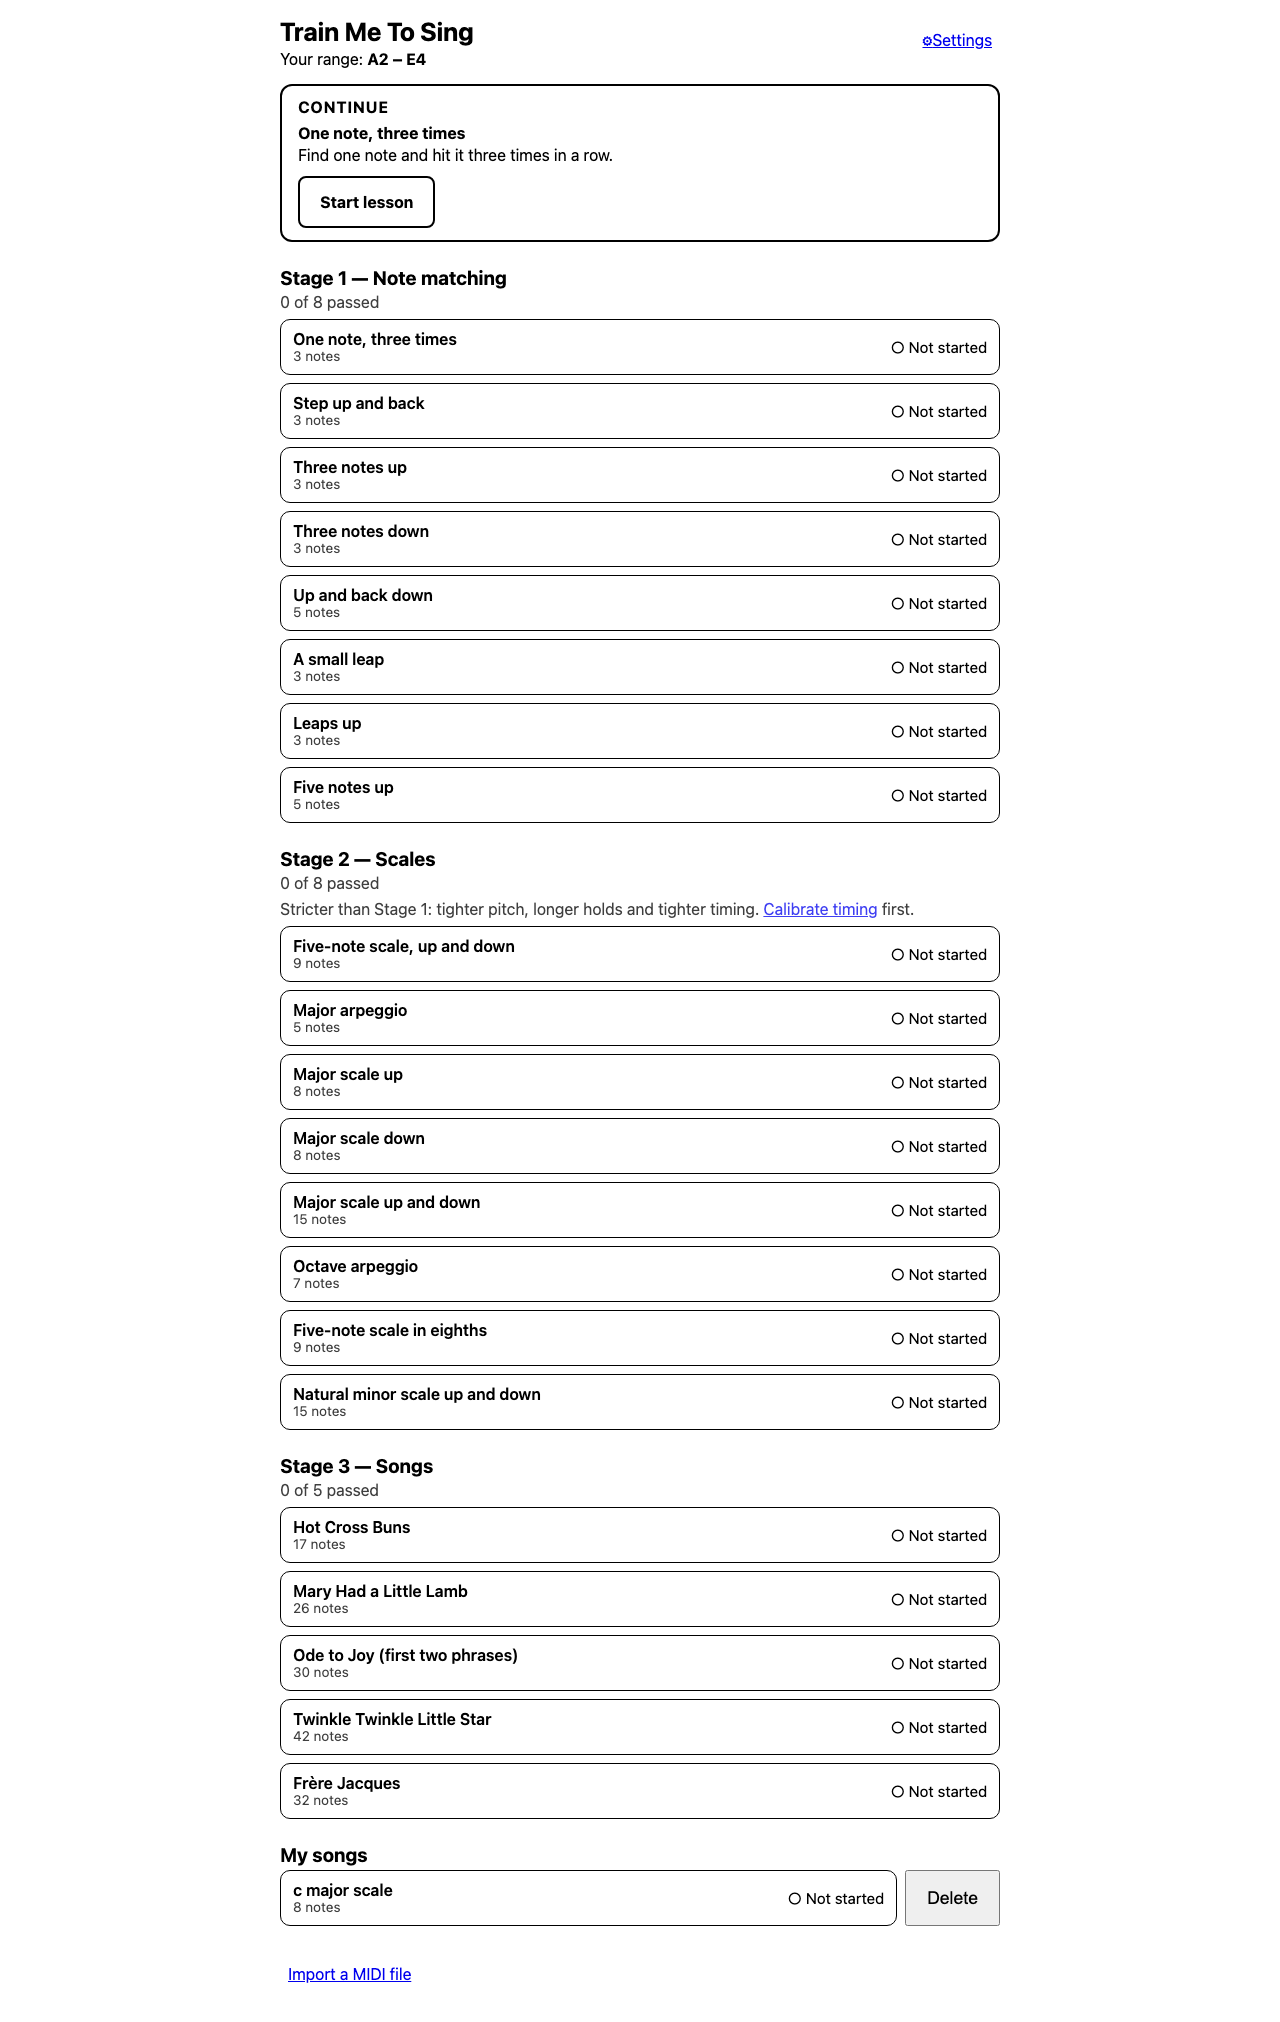 Train Me To Sing
⚙Settings
Your range: A2 – E4
CONTINUE
One note, three times
Find one note and hit it three times in a row.
Start lesson
Stage 1 — Note matching
0 of 8 passed
One note, three times
3 notes
○ Not started
Step up and back
3 notes
○ Not started
Three notes up
3 notes
○ Not started
Three notes down
3 notes
○ Not started
Up and back down
5 notes
○ Not started
A small leap
3 notes
○ Not started
Leaps up
3 notes
○ Not started
Five notes up
5 notes
○ Not started
Stage 2 — Scales
0 of 8 passed
Stricter than Stage 1: tighter pitch, longer holds and tighter timing. Calibrate timing first.
Five-note scale, up and down
9 notes
○ Not started
Major arpeggio
5 notes
○ Not started
Major scale up
8 notes
○ Not started
Major scale down
8 notes
○ Not started
Major scale up and down
15 notes
○ Not started
Octave arpeggio
7 notes
○ Not started
Five-note scale in eighths
9 notes
○ Not started
Natural minor scale up and down
15 notes
○ Not started
Stage 3 — Songs
0 of 5 passed
Hot Cross Buns
17 notes
○ Not started
Mary Had a Little Lamb
26 notes
○ Not started
Ode to Joy (first two phrases)
30 notes
○ Not started
Twinkle Twinkle Little Star
42 notes
○ Not started
Frère Jacques
32 notes
○ Not started
My songs
c major scale
8 notes
○ Not started
Delete
Import a MIDI file